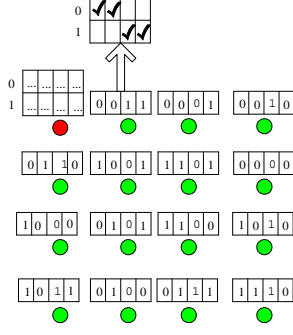 0 ✓ ✓
1 ✓ ✓
0 ... ... ... ...
1 ... ... ... ...
0 0 1 1 0 0 0 1 0 0 1 0
0 1 1 0 1 0 0 1 1 1 0 1 0 0 0 0
1 0 0 0 0 1 0 1 1 1 0 0 1 0 1 0
1 0 1 1 0 1 0 0 0 1 1 1 1 1 1 0